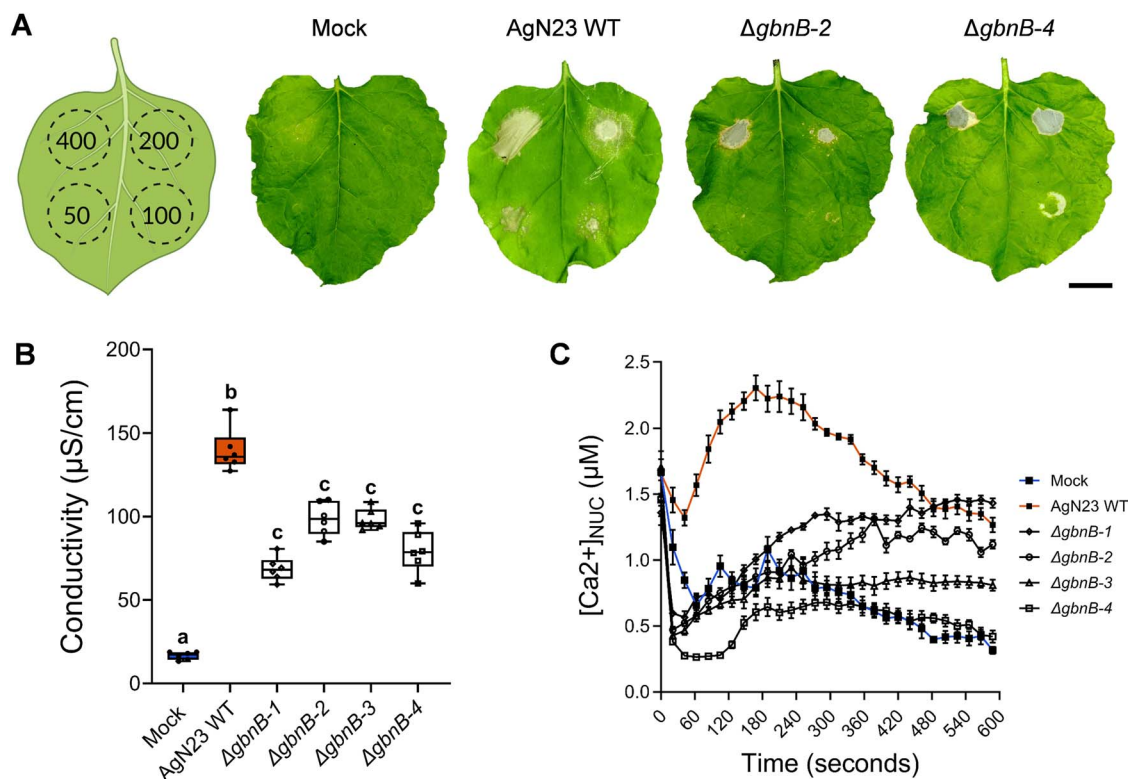 A
Mock
AgN23 WT
ΔgbnB-2
ΔgbnB-4
400
200
50
100
B
Conductivity (µS/cm)
200
150
100
50
0
a
b
c
c
c
c
Mock
AgN23 WT
ΔgbnB-1
ΔgbnB-2
ΔgbnB-3
ΔgbnB-4
C
[Ca2+]NUC (µM)
2.5
2.0
1.5
1.0
0.5
0.0
0
60
120
180
240
300
360
420
480
540
600
Time (seconds)
Mock
AgN23 WT
ΔgbnB-1
ΔgbnB-2
ΔgbnB-3
ΔgbnB-4